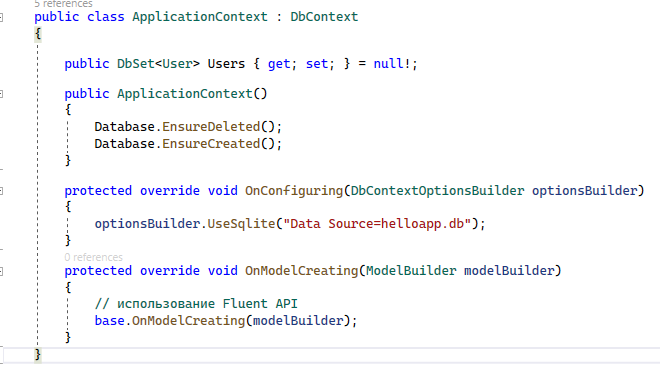 5 references
public class ApplicationContext : DbContext
{
public DbSet<User> Users { get; set; } = null!;
public ApplicationContext()
{
Database.EnsureDeleted();
Database.EnsureCreated();
}
protected override void OnConfiguring(DbContextOptionsBuilder optionsBuilder)
{
optionsBuilder.UseSqlite("Data Source=helloapp.db");
}
0 references
protected override void OnModelCreating(ModelBuilder modelBuilder)
{
// использование Fluent API
base.OnModelCreating(modelBuilder);
}
}